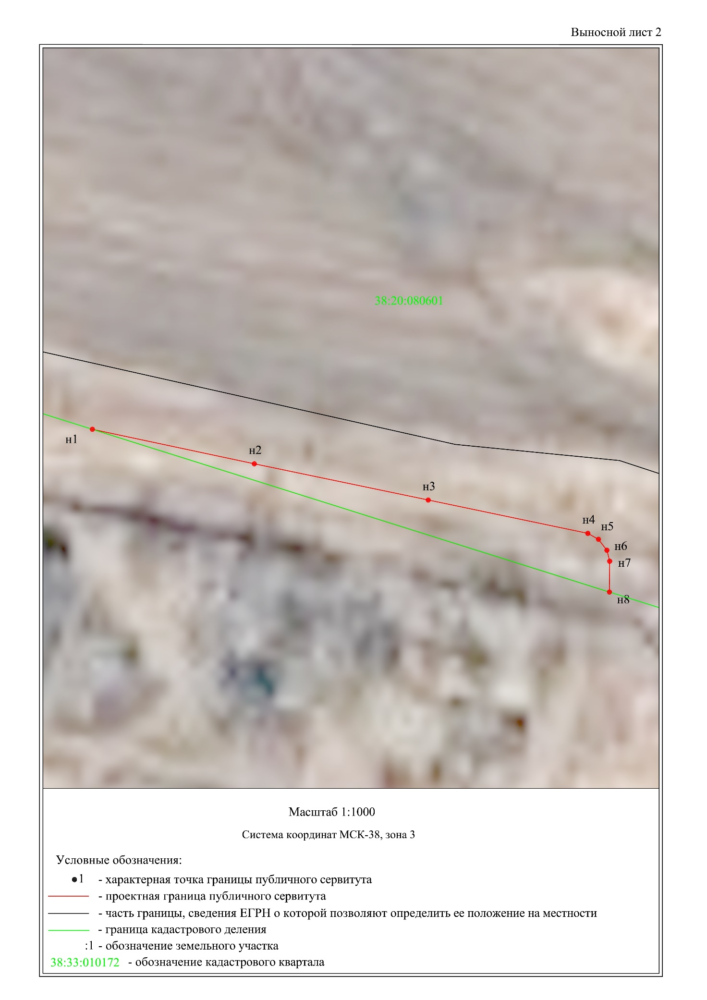 Выносной лист 2
38:20:080601
н1
н2
н3
н4
н5
н6
н7
н8
Масштаб 1:1000
Система координат МСК-38, зона 3
Условные обозначения:
1 - характерная точка границы публичного сервитута
- проектная граница публичного сервитута
- часть границы, сведения ЕГРН о которой позволяют определить ее положение на местности
- граница кадастрового деления
:1 - обозначение земельного участка
38:33:010172 - обозначение кадастрового квартала